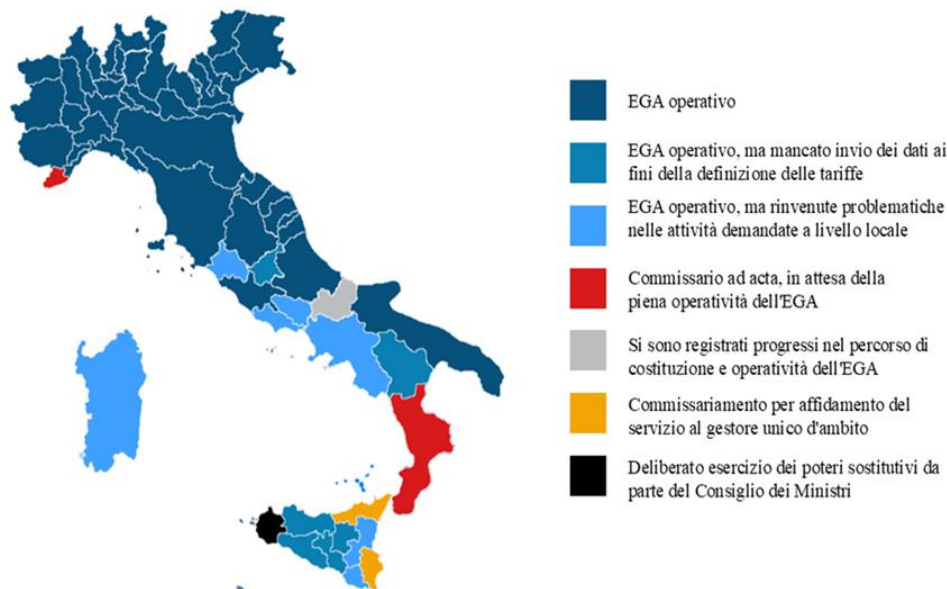 EGA operativo
EGA operativo, ma mancato invio dei dati ai
fini della definizione delle tariffe
EGA operativo, ma rinvenute problematiche
nelle attività demandate a livello locale
Commissario ad acta, in attesa della
piena operatività dell'EGA
Si sono registrati progressi nel percorso di
costituzione e operatività dell'EGA
Commissariamento per affidamento del
servizio al gestore unico d'ambito
Deliberato esercizio dei poteri sostitutivi da
parte del Consiglio dei Ministri